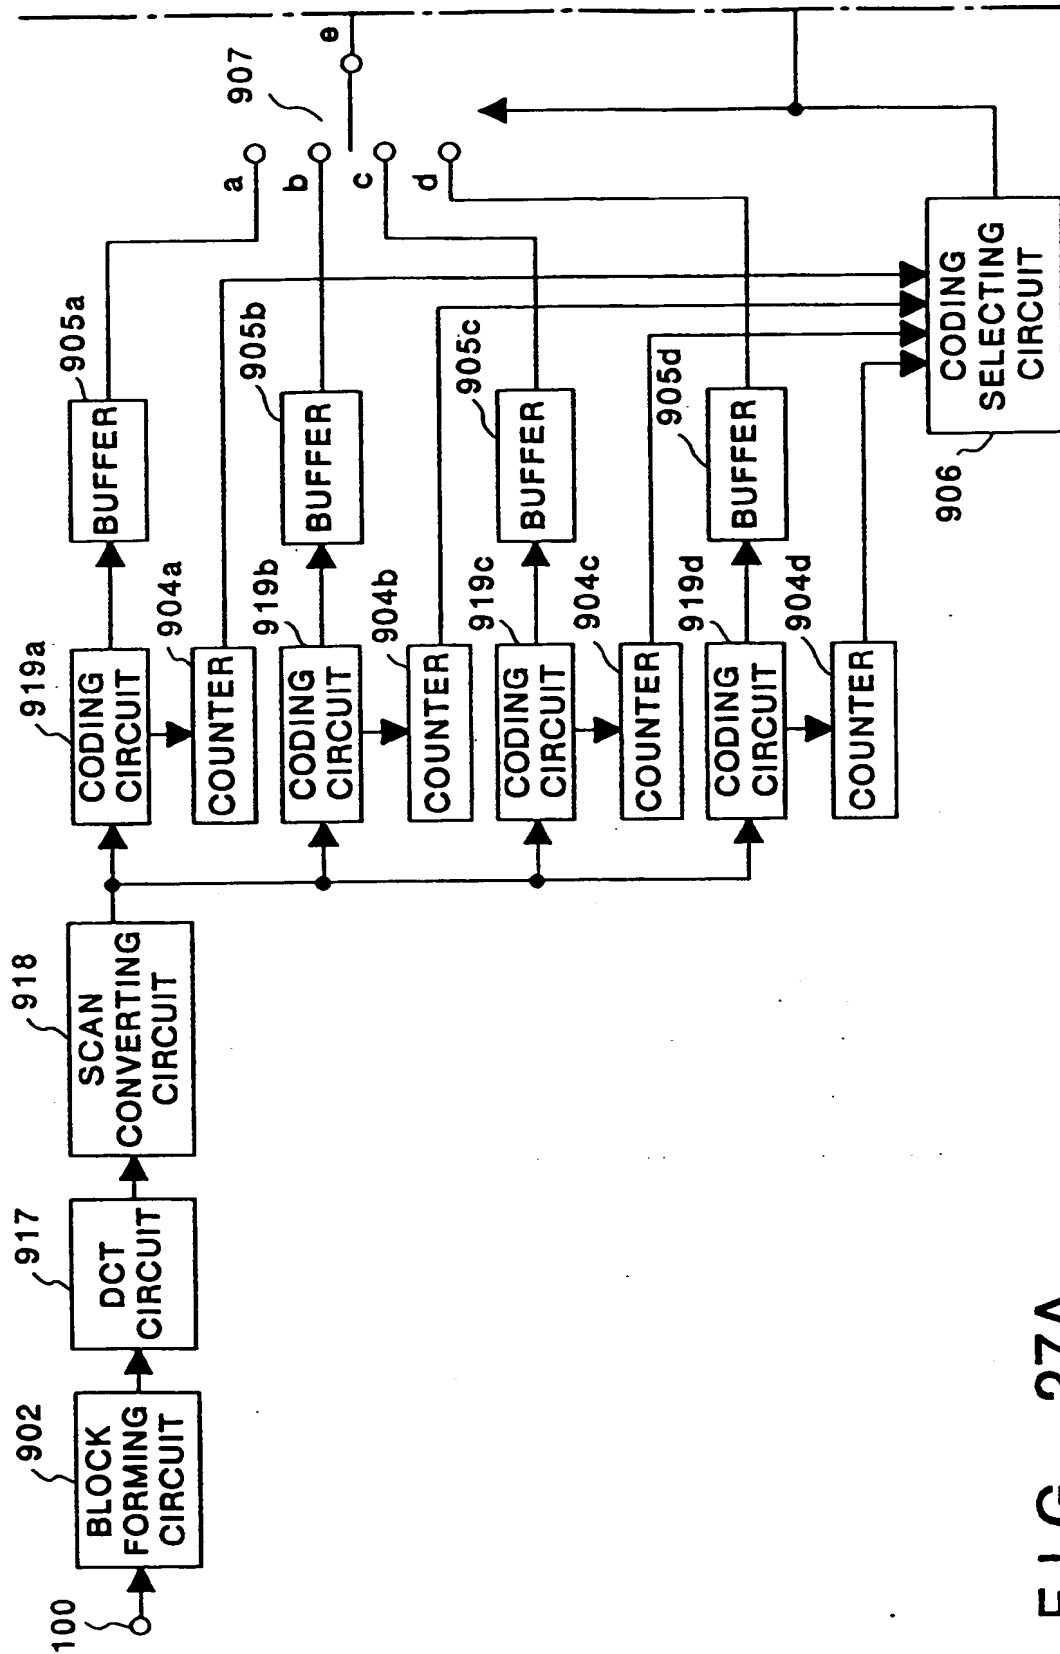 100
902
BLOCK
FORMING
CIRCUIT
917
DCT
CIRCUIT
918
SCAN
CONVERTING
CIRCUIT
919a
CODING
CIRCUIT
905a
BUFFER
904a
COUNTER
919b
CODING
CIRCUIT
905b
BUFFER
904b
COUNTER
919c
CODING
CIRCUIT
905c
BUFFER
904c
COUNTER
919d
CODING
CIRCUIT
905d
BUFFER
904d
COUNTER
907
a
b
c
d
e
906
CODING
SELECTING
CIRCUIT
FIG. 27A